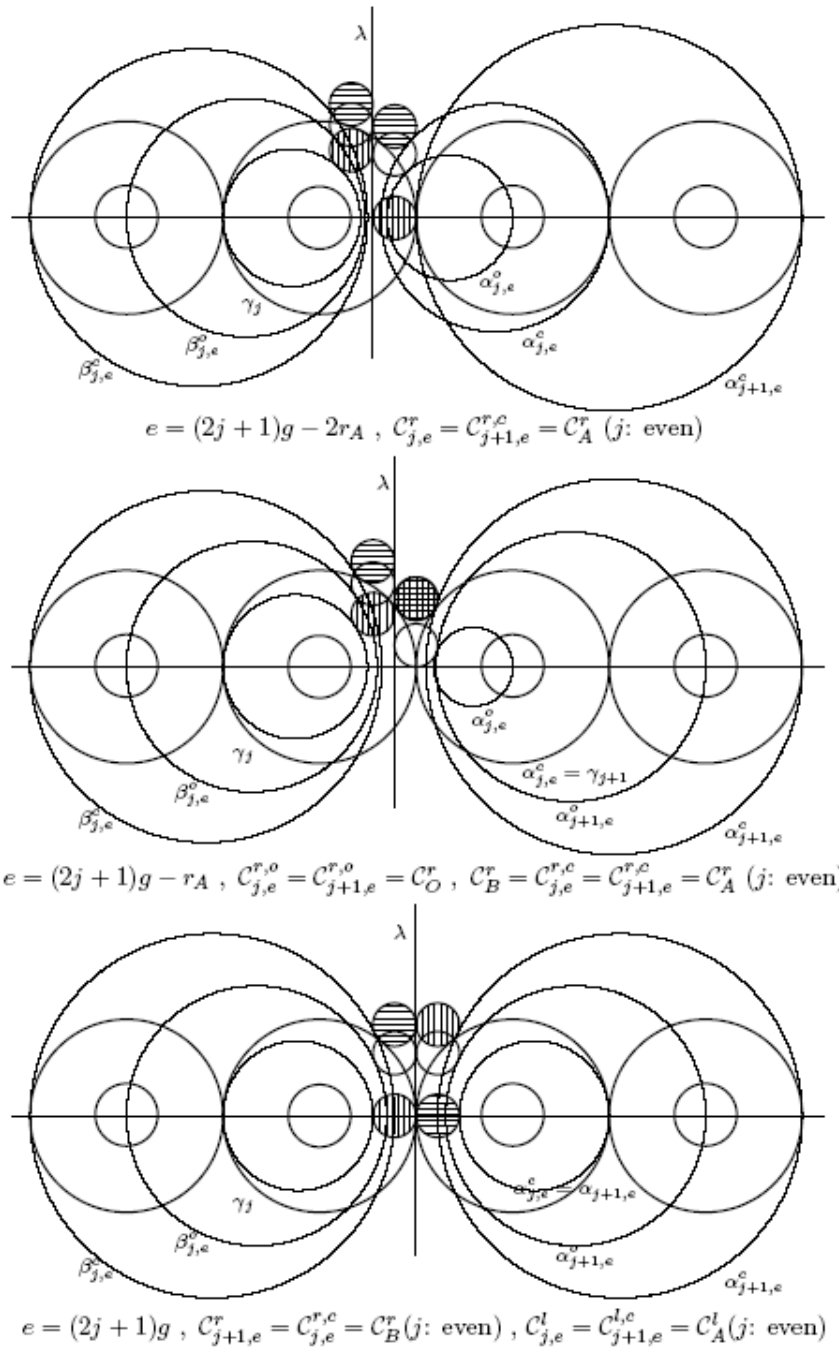 λ
α^o_{j,e}
γ_j
β^o_{j,e}
α^c_{j,e}
β^c_{j,e}
α^c_{j+1,e}
e = (2j + 1)g − 2r_A , 𝒞^r_{j,e} = 𝒞^{r,c}_{j+1,e} = 𝒞^r_A (j: even)
λ
α^o_{j,e}
γ_j
α^c_{j,e} = γ_{j+1}
β^o_{j,e}
α^o_{j+1,e}
β^c_{j,e}
α^c_{j+1,e}
e = (2j + 1)g − r_A , 𝒞^{r,o}_{j,e} = 𝒞^{r,o}_{j+1,e} = 𝒞^r_O , 𝒞^r_B = 𝒞^{r,c}_{j,e} = 𝒞^{r,c}_{j+1,e} = 𝒞^r_A (j: even)
λ
α^c_{j,e} = α_{j+1,e}
γ_j
β^o_{j,e}
α^o_{j+1,e}
β^c_{j,e}
α^c_{j+1,e}
e = (2j + 1)g , 𝒞^r_{j+1,e} = 𝒞^{r,c}_{j,e} = 𝒞^r_B(j: even) , 𝒞^l_{j,e} = 𝒞^{l,c}_{j+1,e} = 𝒞^l_A(j: even)